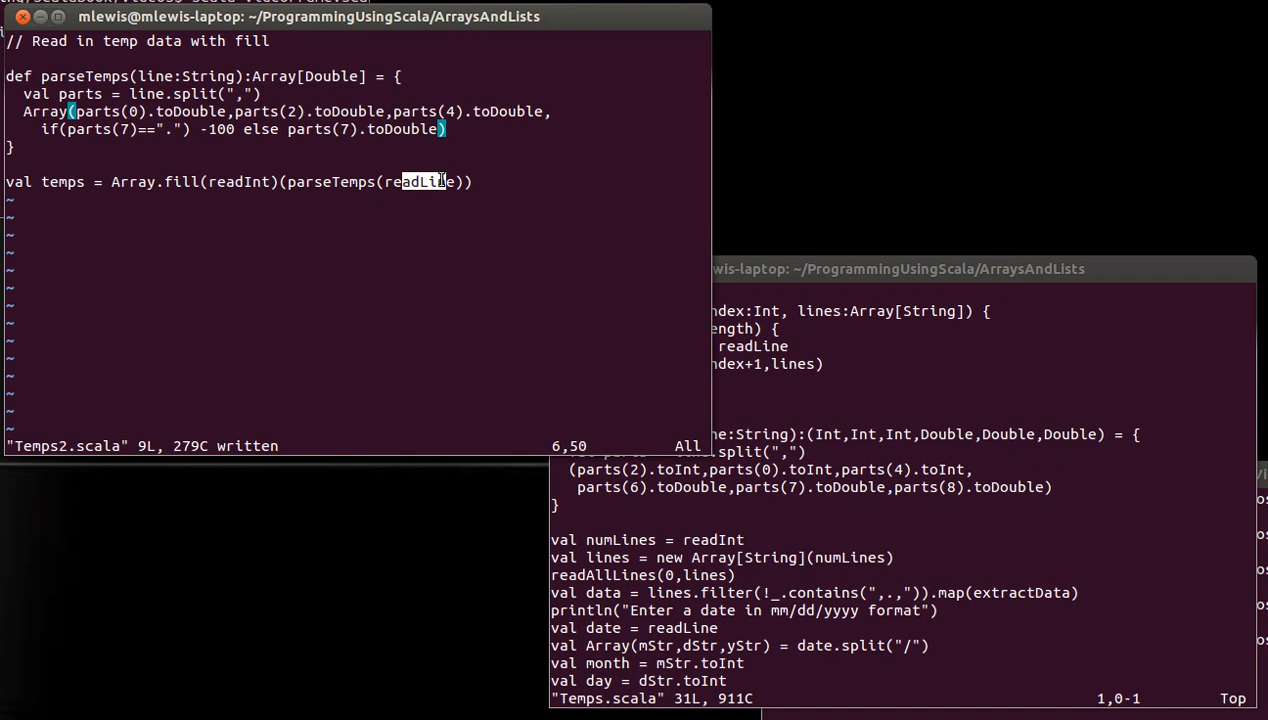 mlewis@mlewis-laptop: ~/ProgrammingUsingScala/ArraysAndLists
// Read in temp data with fill
def parseTemps(line:String):Array[Double] = {
val parts = line.split(",")
Array(parts(0).toDouble,parts(2).toDouble,parts(4).toDouble,
if(parts(7)==".") -100 else parts(7).toDouble)
}
val temps = Array.fill(readInt)(parseTemps(readLine))
~
~
~
~
~
~
~
~
~
~
~
~
~
~
"Temps2.scala" 9L, 279C written 6,50 All
wis-laptop: ~/ProgrammingUsingScala/ArraysAndLists
ndex:Int, lines:Array[String]) {
ength) {
readLine
ndex+1,lines)
ne:String):(Int,Int,Int,Double,Double,Double) = {
.split(",")
(parts(2).toInt,parts(0).toInt,parts(4).toInt,
parts(6).toDouble,parts(7).toDouble,parts(8).toDouble)
}
val numLines = readInt
val lines = new Array[String](numLines)
readAllLines(0,lines)
val data = lines.filter(!_.contains(",.,")).map(extractData)
println("Enter a date in mm/dd/yyyy format")
val date = readLine
val Array(mStr,dStr,yStr) = date.split("/")
val month = mStr.toInt
val day = dStr.toInt
"Temps.scala" 31L, 911C 1,0-1 Top